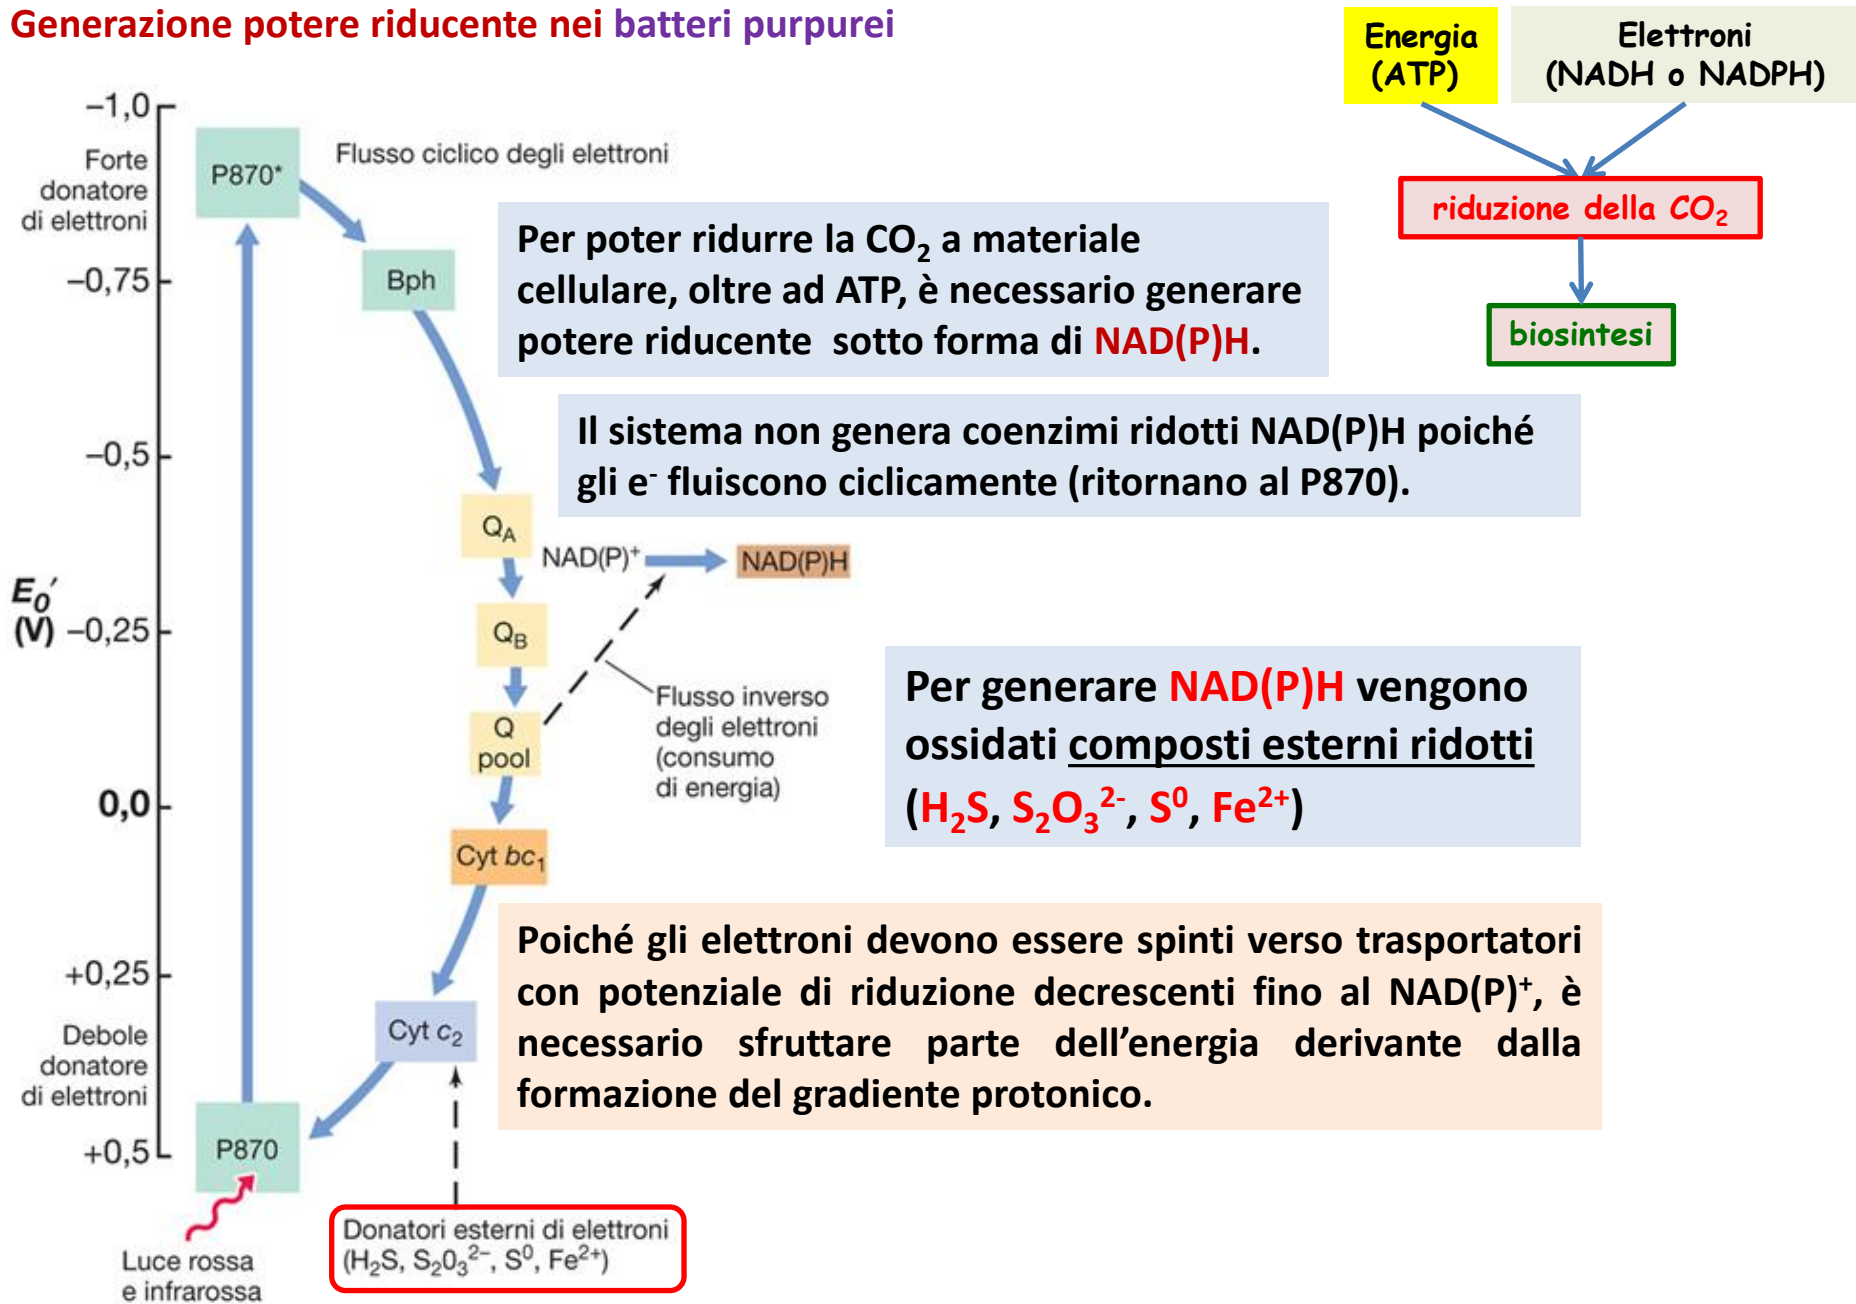 Generazione potere riducente nei batteri purpurei
Energia
(ATP)
Elettroni
(NADH o NADPH)
riduzione della CO₂
biosintesi
–1,0
Forte
donatore
di elettroni
–0,75
–0,5
E₀′
(V)
–0,25
0,0
+0,25
Debole
donatore
di elettroni
+0,5
P870*
Flusso ciclico degli elettroni
Bph
Per poter ridurre la CO₂ a materiale
cellulare, oltre ad ATP, è necessario generare
potere riducente sotto forma di NAD(P)H.
Il sistema non genera coenzimi ridotti NAD(P)H poiché
gli e⁻ fluiscono ciclicamente (ritornano al P870).
Q_A
NAD(P)⁺
NAD(P)H
Q_B
Flusso inverso
degli elettroni
(consumo
di energia)
Q
pool
Per generare NAD(P)H vengono
ossidati composti esterni ridotti
(H₂S, S₂O₃²⁻, S⁰, Fe²⁺)
Cyt bc₁
Poiché gli elettroni devono essere spinti verso trasportatori
con potenziale di riduzione decrescenti fino al NAD(P)⁺, è
necessario sfruttare parte dell'energia derivante dalla
formazione del gradiente protonico.
Cyt c₂
P870
Luce rossa
e infrarossa
Donatori esterni di elettroni
(H₂S, S₂0₃²⁻, S⁰, Fe²⁺)